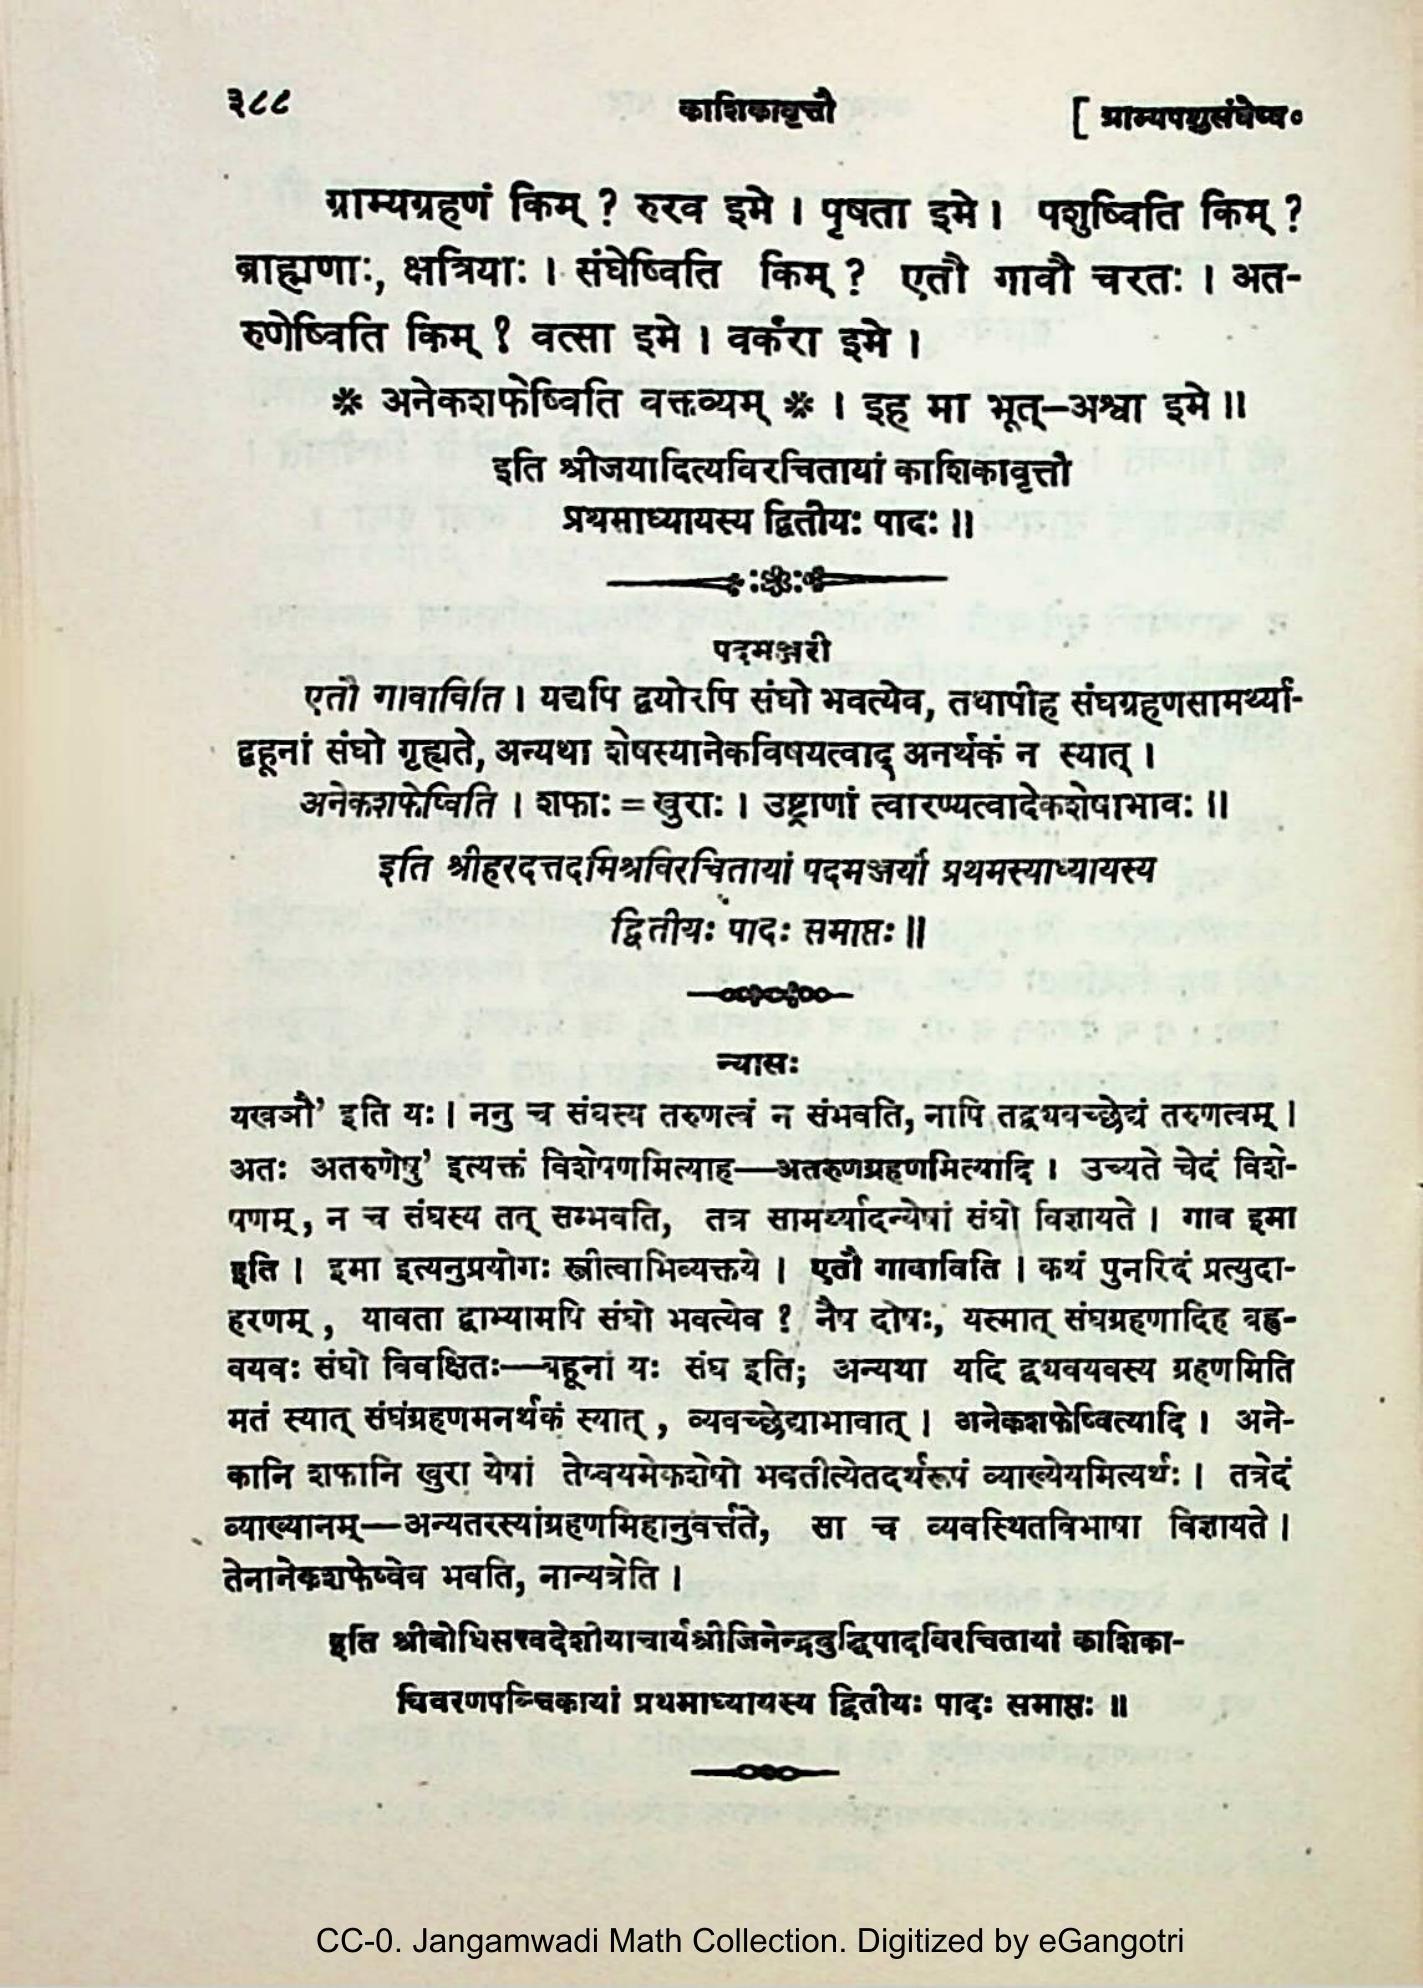 ३८८ काशिकावृत्तौ [ ग्राम्यपशुसंघेष्व०
ग्राम्यग्रहणं किम् ? रुरव इमे । पृषता इमे । पशुष्विति किम् ?
ब्राह्मणाः, क्षत्रियाः । संघेष्विति किम् ? एतौ गावौ चरतः । अत-
रुणेष्विति किम् ? वत्सा इमे । वर्करा इमे ।
* अनेकशफेष्विति वक्तव्यम् * । इह मा भूत्–अश्वा इमे ॥
इति श्रीजयादित्यविरचितायां काशिकावृत्तौ
प्रथमाध्यायस्य द्वितीयः पादः ॥
पदमञ्जरी
एतौ गावाविति । यद्यपि द्वयोरपि संघो भवत्येव, तथापीह संघग्रहणसामर्थ्या-
द्बहूनां संघो गृह्यते, अन्यथा शेषस्यानेकविषयत्वाद् अनर्थकं न स्यात् ।
अनेकशफेष्विति । शफाः = खुराः । उष्ट्राणां त्वारण्यत्वादेकशेषाभावः ॥
इति श्रीहरदत्तदमिश्रविरचितायां पदमञ्जर्यां प्रथमस्याध्यायस्य
द्वितीयः पादः समाप्तः ॥
न्यासः
यखञौ’ इति यः । ननु च संघस्य तरुणत्वं न संभवति, नापि तद्व्यवच्छेद्यं तरुणत्वम् ।
अतः अतरुणेषु’ इत्यक्तं विशेषणमित्याह—अतरुणग्रहणमित्यादि । उच्यते चेदं विशे-
षणम्, न च संघस्य तत् सम्भवति, तत्र सामर्थ्यादन्येषां संघो विज्ञायते । गाव इमा
इति । इमा इत्यनुप्रयोगः स्त्रीत्वाभिव्यक्तये । एतौ गावाविति । कथं पुनरिदं प्रत्युदा-
हरणम्, यावता द्वाभ्यामपि संघो भवत्येव ? नैष दोषः, यस्मात् संघग्रहणादिह बह्व-
वयवः संघो विवक्षितः—बहूनां यः संघ इति; अन्यथा यदि द्व्यवयवस्य ग्रहणमिति
मतं स्यात् संघंग्रहणमनर्थकं स्यात्, व्यवच्छेद्याभावात् । अनेकशफेष्वित्यादि । अने-
कानि शफानि खुरा येषां तेष्वयमेकशेषो भवतीत्येतदर्थरूपं व्याख्येयमित्यर्थः । तत्रेदं
व्याख्यानम्—अन्यतरस्यांग्रहणमिहानुवर्त्तते, सा च व्यवस्थितविभाषा विज्ञायते ।
तेनानेकशफेष्वेव भवति, नान्यत्रेति ।
इति श्रीबोधिसत्त्वदेशीयाचार्यश्रीजिनेन्द्रबुद्धिपादविरचितायां काशिका-
विवरणपञ्चिकायां प्रथमाध्यायस्य द्वितीयः पादः समाप्तः ॥
CC-0. Jangamwadi Math Collection. Digitized by eGangotri